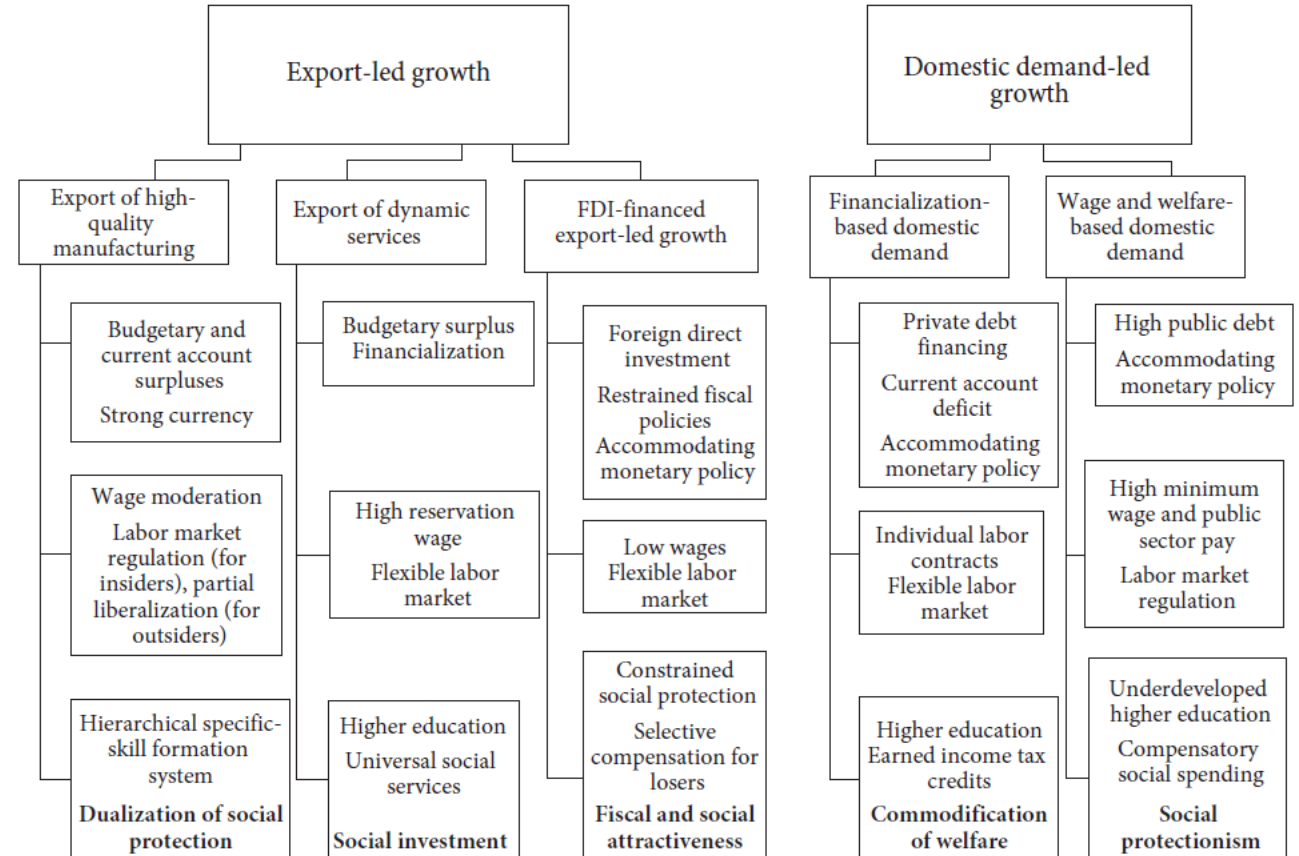 Export-led growth
Domestic demand-led
growth
Export of high-
quality
manufacturing
Export of dynamic
services
FDI-financed
export-led growth
Financialization-
based domestic
demand
Wage and welfare-
based domestic
demand
Budgetary and
current account
surpluses
Strong currency
Budgetary surplus
Financialization
Foreign direct
investment
Restrained fiscal
policies
Accommodating
monetary policy
Private debt
financing
Current account
deficit
Accommodating
monetary policy
High public debt
Accommodating
monetary policy
Wage moderation
Labor market
regulation (for
insiders), partial
liberalization (for
outsiders)
High reservation
wage
Flexible labor
market
Low wages
Flexible labor
market
Individual labor
contracts
Flexible labor
market
High minimum
wage and public
sector pay
Labor market
regulation
Hierarchical specific-
skill formation
system
Dualization of social
protection
Higher education
Universal social
services
Social investment
Constrained
social protection
Selective
compensation for
losers
Fiscal and social
attractiveness
Higher education
Earned income tax
credits
Commodification
of welfare
Underdeveloped
higher education
Compensatory
social spending
Social
protectionism